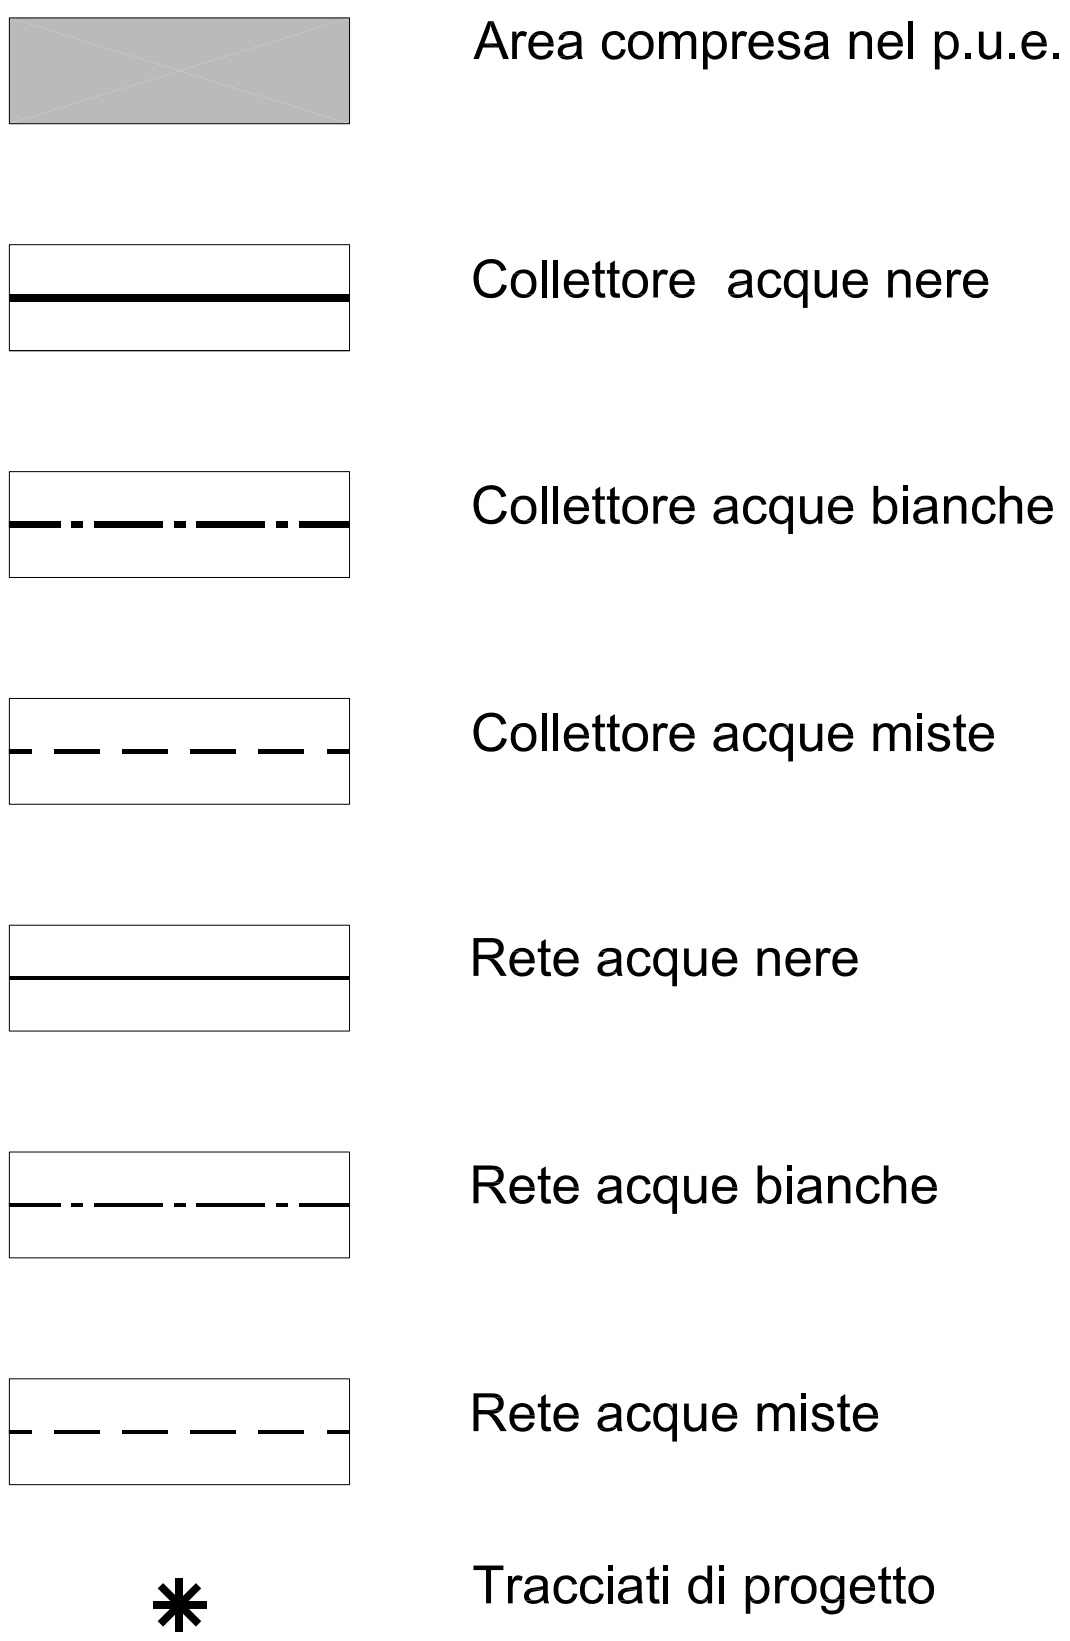 Area compresa nel p.u.e.
Collettore  acque nere
Collettore acque bianche
Collettore acque miste
Rete acque nere
Rete acque bianche
Rete acque miste
Tracciati di progetto